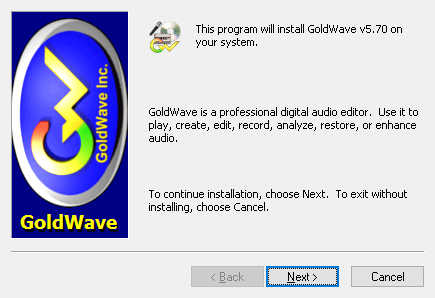 This program will install GoldWave v5.70 on
your system.
GoldWave Inc.
GoldWave is a professional digital audio editor.  Use it to
play, create, edit, record, analyze, restore, or enhance
audio.
To continue installation, choose Next.  To exit without
installing, choose Cancel.
GoldWave
< Back
Next >
Cancel